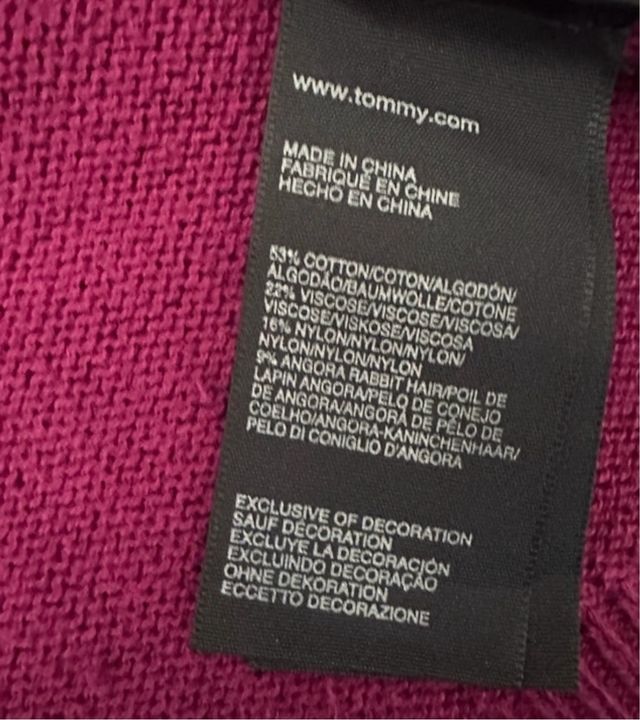 www.tommy.com
MADE IN CHINA
FABRIQUÉ EN CHINE
HECHO EN CHINA
53% COTTON/COTON/ALGODÓN/
ALGODÃO/BAUMWOLLE/COTONE
22% VISCOSE/VISCOSE/VISCOSA/
VISCOSE/VISKOSE/VISCOSA
16% NYLON/NYLON/NYLON/
NYLON/NYLON/NYLON
9% ANGORA RABBIT HAIR/POIL DE
LAPIN ANGORA/PELO DE CONEJO
DE ANGORA/ANGORÁ DE PÊLO DE
COELHO/ANGORA-KANINCHENHAAR/
PELO DI CONIGLIO D'ANGORA
EXCLUSIVE OF DECORATION
SAUF DÉCORATION
EXCLUYE LA DECORACIÓN
EXCLUINDO DECORAÇÃO
OHNE DEKORATION
ECCETTO DECORAZIONE